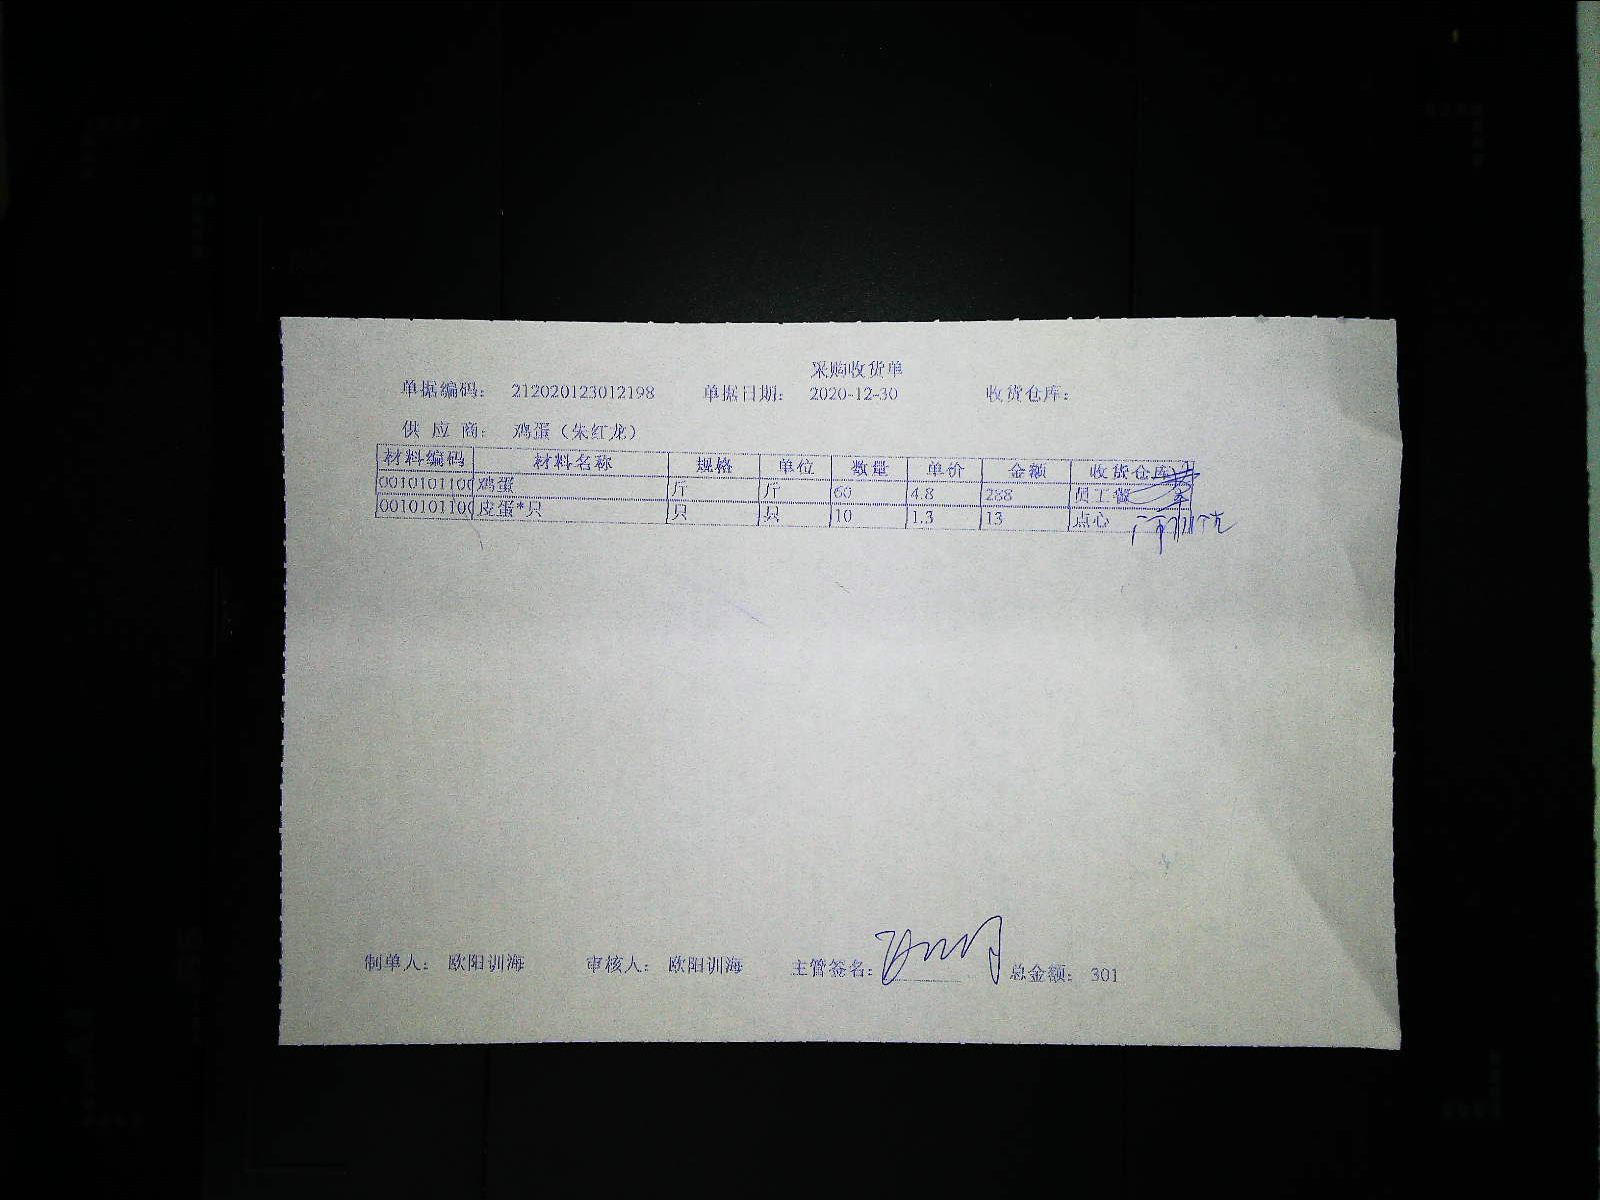 采购收货单
单据编码： 212020123012198 单据日期： 2020-12-30 收货仓库：
供 应 商： 鸡蛋（朱红龙）
材料编码 材料名称 规格 单位 数量 单价 金额 收货仓库
0010101100 鸡蛋 斤 斤 60 4.8 288 员工餐
0010101100 皮蛋*只 只 只 10 1.3 13 点心
制单人： 欧阳训海 审核人： 欧阳训海 主管签名： 总金额： 301